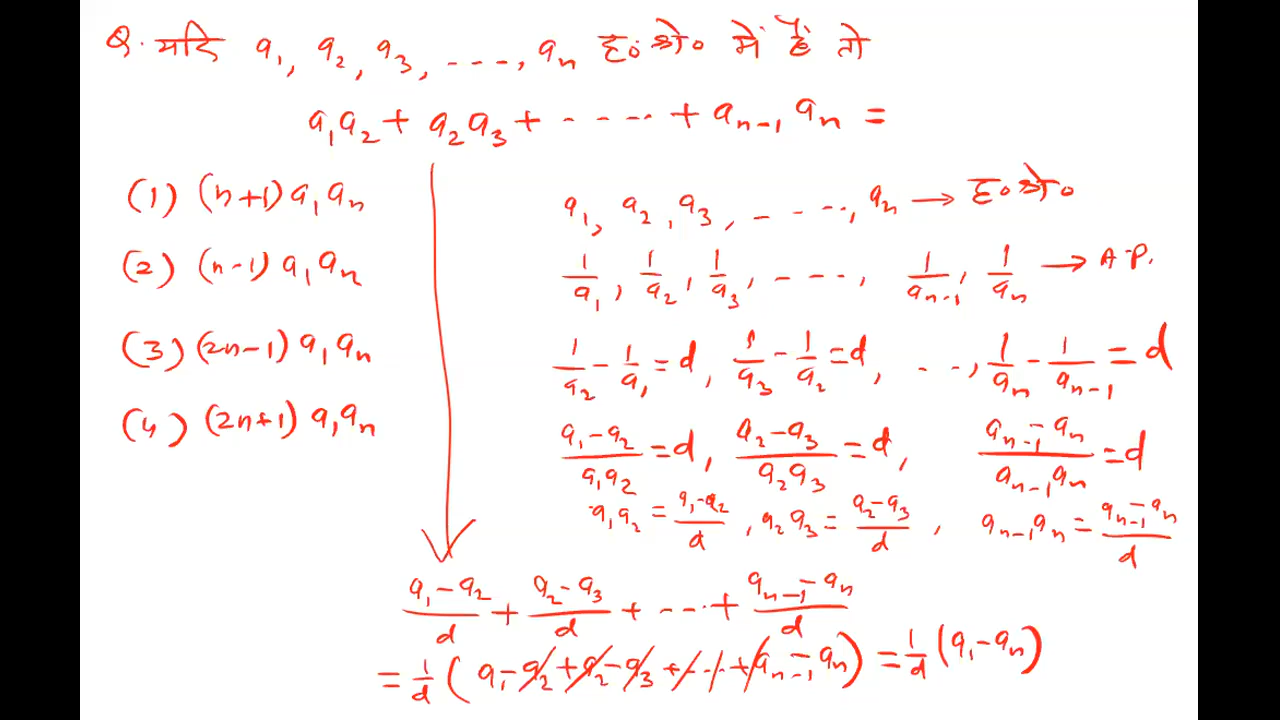 Q. यदि a₁, a₂, a₃, ----, aₙ ह० श्रे० में हैं तो
a₁a₂ + a₂a₃ + ----- + aₙ₋₁ aₙ =
(1) (n+1) a₁aₙ
(2) (n-1) a₁aₙ
(3) (2n-1) a₁aₙ
(4) (2n+1) a₁aₙ
a₁, a₂, a₃, -----, aₙ → ह० श्रे०
1/a₁, 1/a₂, 1/a₃, ----, 1/aₙ₋₁, 1/aₙ → A.P.
1/a₂ - 1/a₁ = d, 1/a₃ - 1/a₂ = d, ---, 1/aₙ - 1/aₙ₋₁ = d
(a₁-a₂)/(a₁a₂) = d, (a₂-a₃)/(a₂a₃) = d, (aₙ₋₁-aₙ)/(aₙ₋₁aₙ) = d
a₁a₂ = (a₁-a₂)/d, a₂a₃ = (a₂-a₃)/d, aₙ₋₁aₙ = (aₙ₋₁-aₙ)/d
(a₁-a₂)/d + (a₂-a₃)/d + ---- + (aₙ₋₁-aₙ)/d
= 1/d (a₁-a₂+a₂-a₃+---+aₙ₋₁-aₙ) = 1/d (a₁-aₙ)